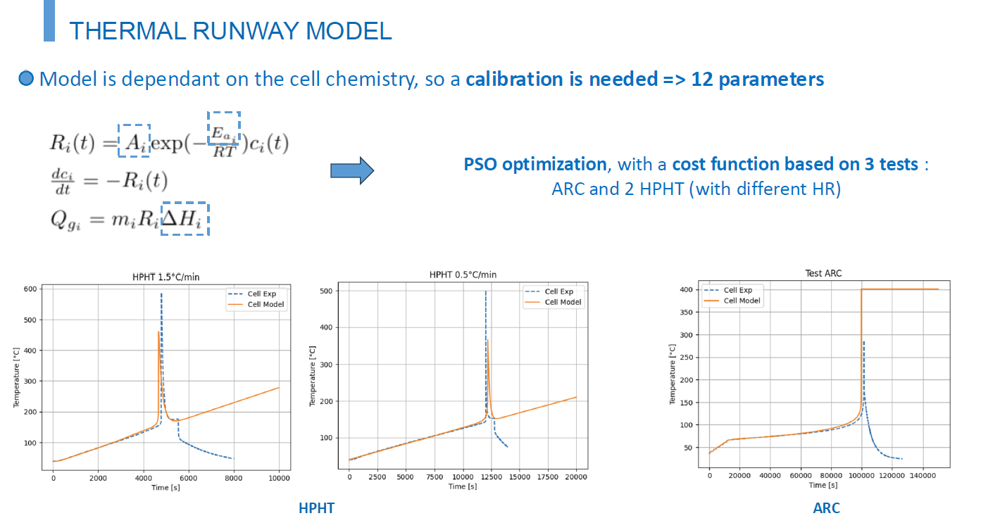 THERMAL RUNWAY MODEL
Model is dependant on the cell chemistry, so a calibration is needed => 12 parameters
R_i(t) = A_i exp(−E_{a_i}/RT)c_i(t)
dc_i/dt = −R_i(t)
Q_{g_i} = m_i R_i ΔH_i
PSO optimization, with a cost function based on 3 tests :
ARC and 2 HPHT (with different HR)
HPHT 1.5°C/min
Cell Exp
Cell Model
600
500
400
300
200
100
Temperature [°C]
0 2000 4000 6000 8000 10000
Time [s]
HPHT 0.5°C/min
Cell Exp
Cell Model
500
400
300
200
100
Temperature [°C]
0 2500 5000 7500 10000 12500 15000 17500 20000
Time [s]
HPHT
Test ARC
Cell Exp
Cell Model
400
350
300
250
200
150
100
50
Temperature [°C]
0 20000 40000 60000 80000 100000 120000 140000
Time [s]
ARC